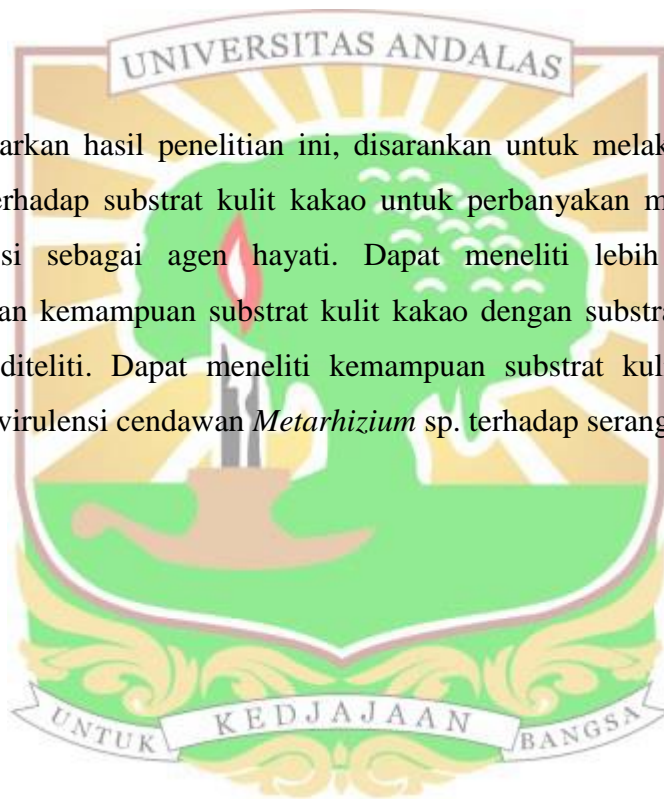 UNIVERSITAS ANDALAS
arkan hasil penelitian ini, disarankan untuk melak
erhadap substrat kulit kakao untuk perbanyakan m
si sebagai agen hayati. Dapat meneliti lebih
an kemampuan substrat kulit kakao dengan substra
diteliti. Dapat meneliti kemampuan substrat kul
virulensi cendawan Metarhizium sp. terhadap serang
UNTUK KEDJAJAAN BANGSA